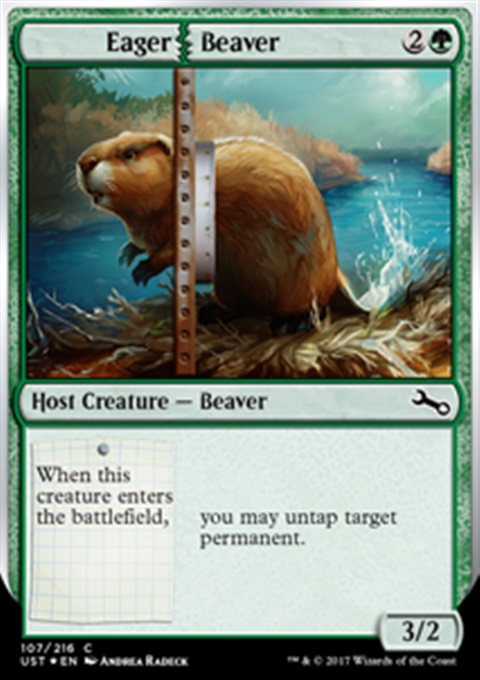 Eager Beaver 2
Host Creature — Beaver
When this
creature enters
the battlefield,
you may untap target
permanent.
3/2
107/216 C
UST EN Andrea Radeck
™ & © 2017 Wizards of the Coast